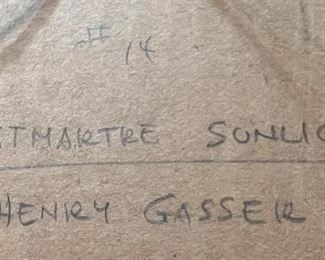 # 14
TMARTRE SUNLIG
HENRY GASSER